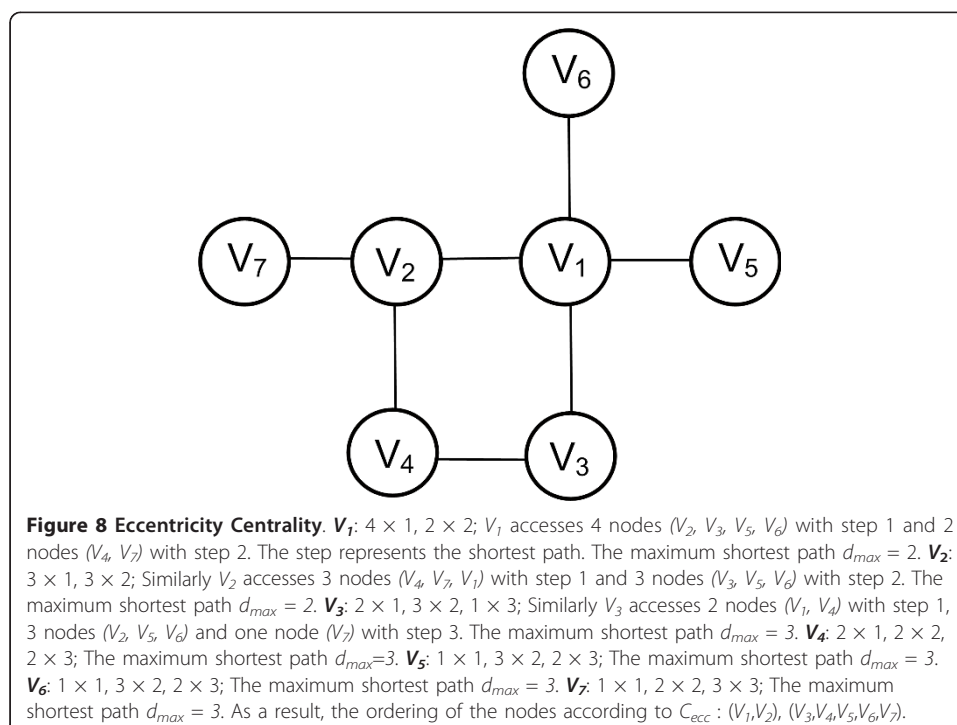 V₆
V₇ V₂ V₁ V₅
V₄ V₃
Figure 8 Eccentricity Centrality. V₁: 4 × 1, 2 × 2; V₁ accesses 4 nodes (V₂, V₃, V₅, V₆) with step 1 and 2
nodes (V₄, V₇) with step 2. The step represents the shortest path. The maximum shortest path dₘₐₓ = 2. V₂:
3 × 1, 3 × 2; Similarly V₂ accesses 3 nodes (V₄, V₇, V₁) with step 1 and 3 nodes (V₃, V₅, V₆) with step 2. The
maximum shortest path dₘₐₓ = 2. V₃: 2 × 1, 3 × 2, 1 × 3; Similarly V₃ accesses 2 nodes (V₁, V₄) with step 1,
3 nodes (V₂, V₅, V₆) and one node (V₇) with step 3. The maximum shortest path dₘₐₓ = 3. V₄: 2 × 1, 2 × 2,
2 × 3; The maximum shortest path dₘₐₓ=3. V₅: 1 × 1, 3 × 2, 2 × 3; The maximum shortest path dₘₐₓ = 3.
V₆: 1 × 1, 3 × 2, 2 × 3; The maximum shortest path dₘₐₓ = 3. V₇: 1 × 1, 2 × 2, 3 × 3; The maximum
shortest path dₘₐₓ = 3. As a result, the ordering of the nodes according to C_ecc : (V₁,V₂), (V₃,V₄,V₅,V₆,V₇).